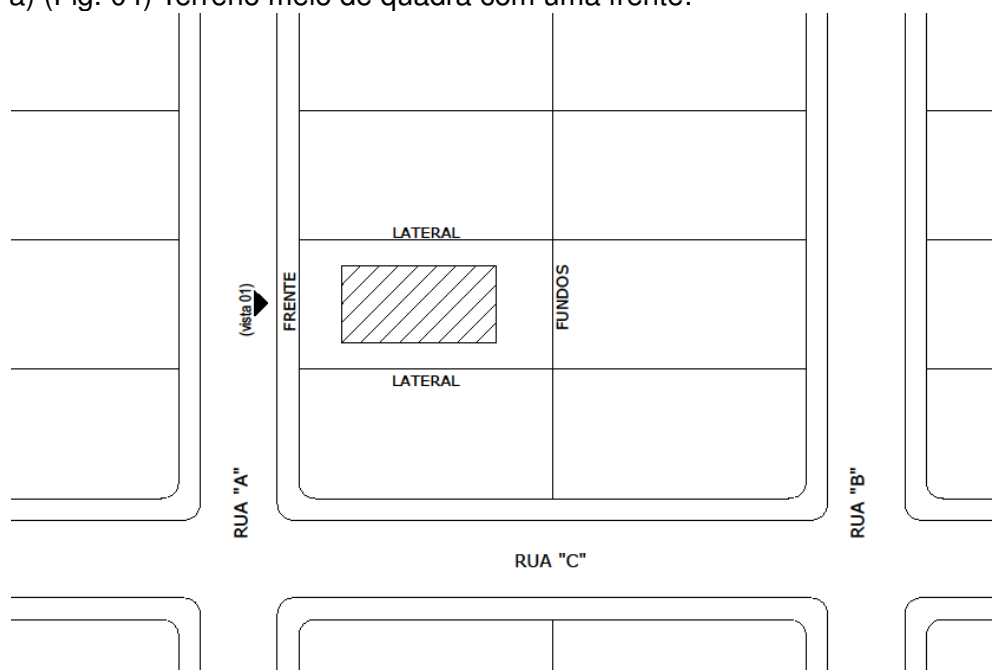 a) (Fig. 01) Terreno meio de quadra com uma frente.
LATERAL
(vista 01)
FRENTE
FUNDOS
LATERAL
RUA "A"
RUA "B"
RUA "C"